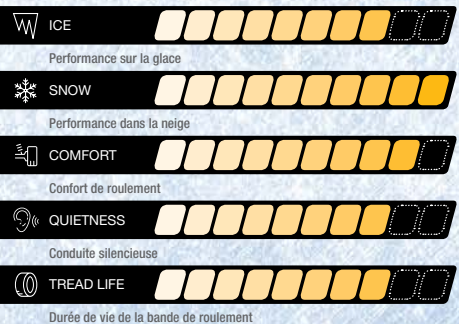 ICE
Performance sur la glace
SNOW
Performance dans la neige
COMFORT
Confort de roulement
QUIETNESS
Conduite silencieuse
TREAD LIFE
Durée de vie de la bande de roulement